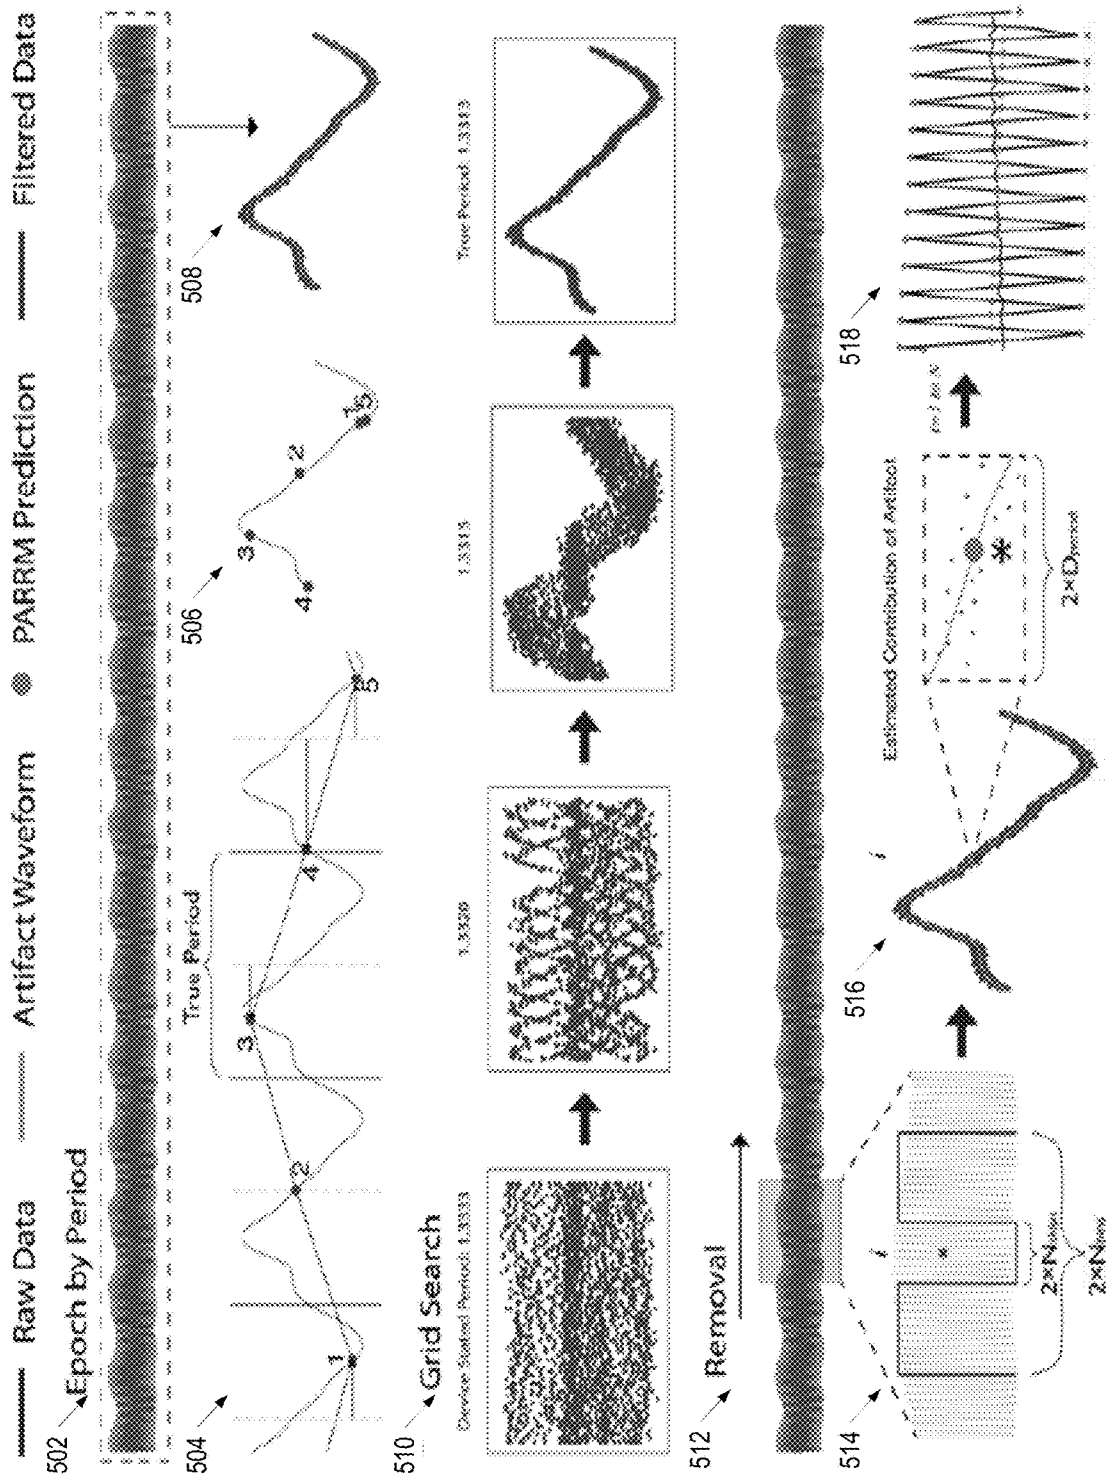 Raw Data
Artifact Waveform
PARRM Prediction
Filtered Data
502
Epoch by Period
504
True Period
1
2
3
4
5
506
4
3
2
1
5
508
510
Grid Search
Device Stated Period: 1.3333
1.3320
1.3315
True Period: 1.3313
512
Removal
514
i
*
2×N
2×N
516
i
Estimated Contribution of Artifact
*
2×D
518